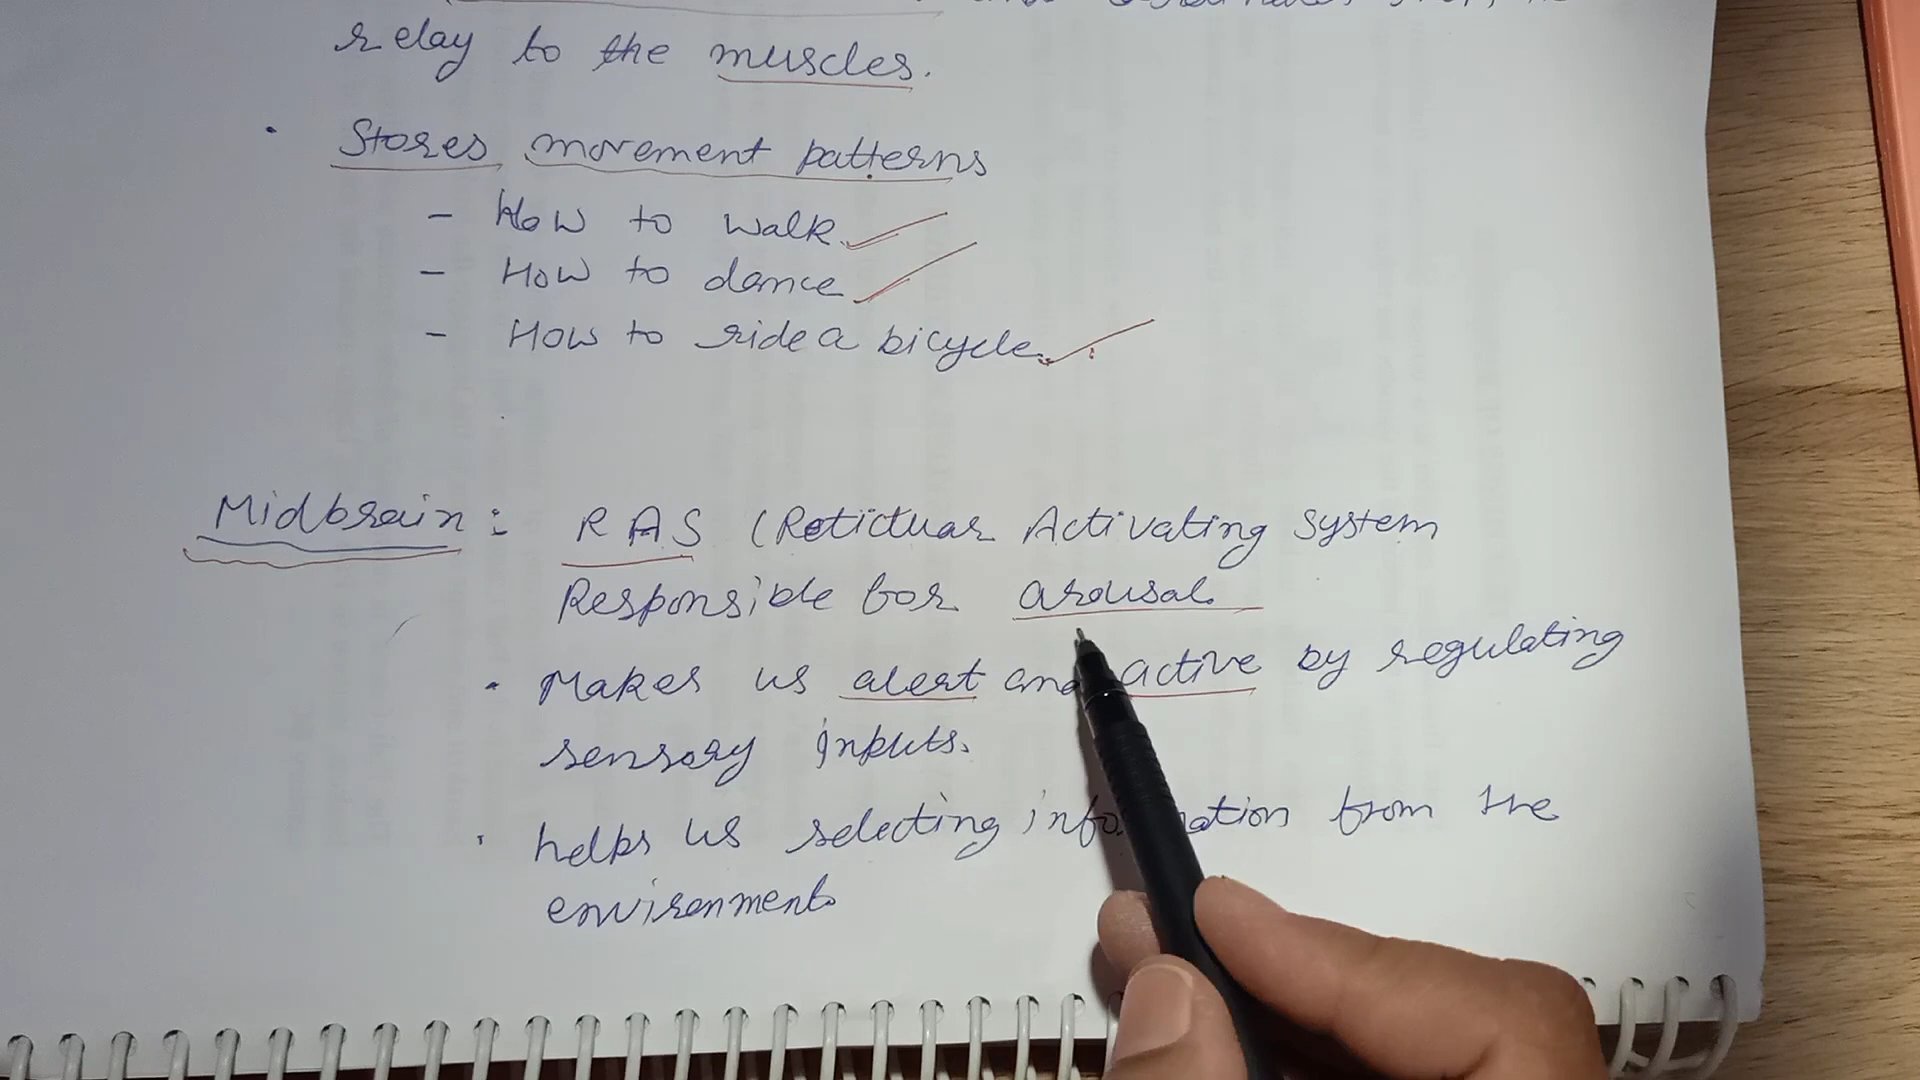 relay to the muscles.
• Stores movement patterns
- How to walk.
- How to dance
- How to ride a bicycle.
Midbrain: RAS (Reticluar Activating System
Responsible for arousal.
• Makes us alert and active by regulating
sensory inputs.
• helps us selecting information from the
environment.